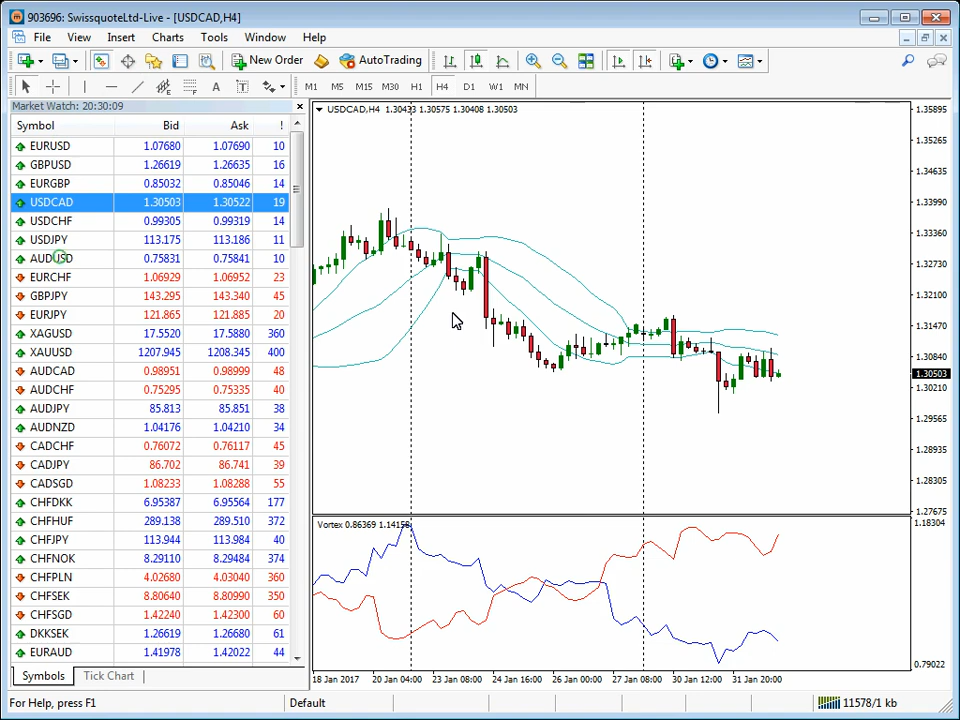 903696: SwissquoteLtd-Live - [USDCAD,H4]
File View Insert Charts Tools Window Help
New Order AutoTrading
A T M1 M5 M15 M30 H1 H4 D1 W1 MN
Market Watch: 20:30:09
Symbol Bid Ask !
EURUSD 1.07680 1.07690 10
GBPUSD 1.26619 1.26635 16
EURGBP 0.85032 0.85046 14
USDCAD 1.30503 1.30522 19
USDCHF 0.99305 0.99319 14
USDJPY 113.175 113.186 11
AUDUSD 0.75831 0.75841 10
EURCHF 1.06929 1.06952 23
GBPJPY 143.295 143.340 45
EURJPY 121.865 121.885 20
XAGUSD 17.5520 17.5880 360
XAUUSD 1207.945 1208.345 400
AUDCAD 0.98951 0.98999 48
AUDCHF 0.75295 0.75335 40
AUDJPY 85.813 85.851 38
AUDNZD 1.04176 1.04210 34
CADCHF 0.76072 0.76117 45
CADJPY 86.702 86.741 39
CADSGD 1.08233 1.08288 55
CHFDKK 6.95387 6.95564 177
CHFHUF 289.138 289.510 372
CHFJPY 113.944 113.984 40
CHFNOK 8.29110 8.29484 374
CHFPLN 4.02680 4.03040 360
CHFSEK 8.80640 8.80990 350
CHFSGD 1.42240 1.42300 60
DKKSEK 1.26619 1.26680 61
EURAUD 1.41978 1.42022 44
Symbols Tick Chart
USDCAD,H4 1.30433 1.30575 1.30408 1.30503
1.35895
1.35265
1.34635
1.33990
1.33360
1.32730
1.32100
1.31470
1.30840
1.30503
1.30210
1.29565
1.28935
1.28305
1.27675
Vortex 0.86369 1.14158
1.18304
0.79022
18 Jan 2017 20 Jan 04:00 23 Jan 08:00 24 Jan 16:00 26 Jan 00:00 27 Jan 08:00 30 Jan 12:00 31 Jan 20:00
For Help, press F1 Default 11578/1 kb